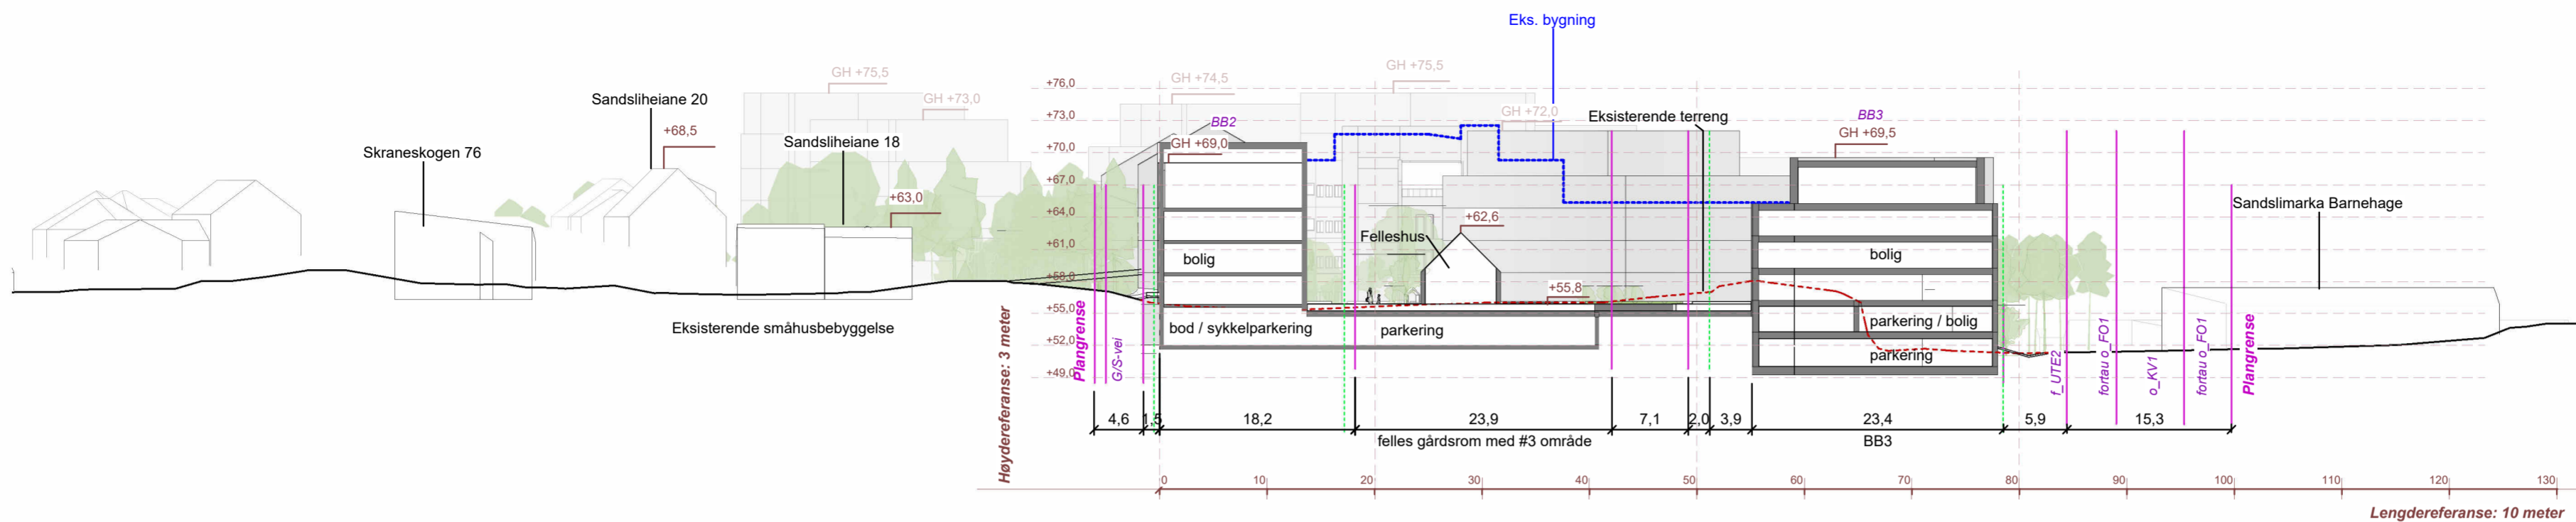 Eks. bygning
GH +75,5
GH +73,0
GH +74,5
GH +75,5
GH +72,0
Sandsliheiane 20
+68,5
Skraneskogen 76
Sandsliheiane 18
+63,0
Eksisterende småhusbebyggelse
+76,0
+73,0
+70,0
+67,0
+64,0
+61,0
+58,0
+55,0
+52,0
+49,0
Høydereferanse: 3 meter
Plangrense
G/S-vei
BB2
GH +69,0
bolig
bod / sykkelparkering
parkering
Felleshus
+62,6
+55,8
Eksisterende terreng
BB3
GH +69,5
bolig
parkering / bolig
parkering
Sandslimarka Barnehage
f_UTE2
fortau o_FO1
o_KV1
fortau o_FO1
Plangrense
4,6
1,5
18,2
23,9
7,1
2,0
3,9
23,4
5,9
15,3
felles gårdsrom med #3 område
BB3
0
10
20
30
40
50
60
70
80
90
100
110
120
130
Lengdereferanse: 10 meter